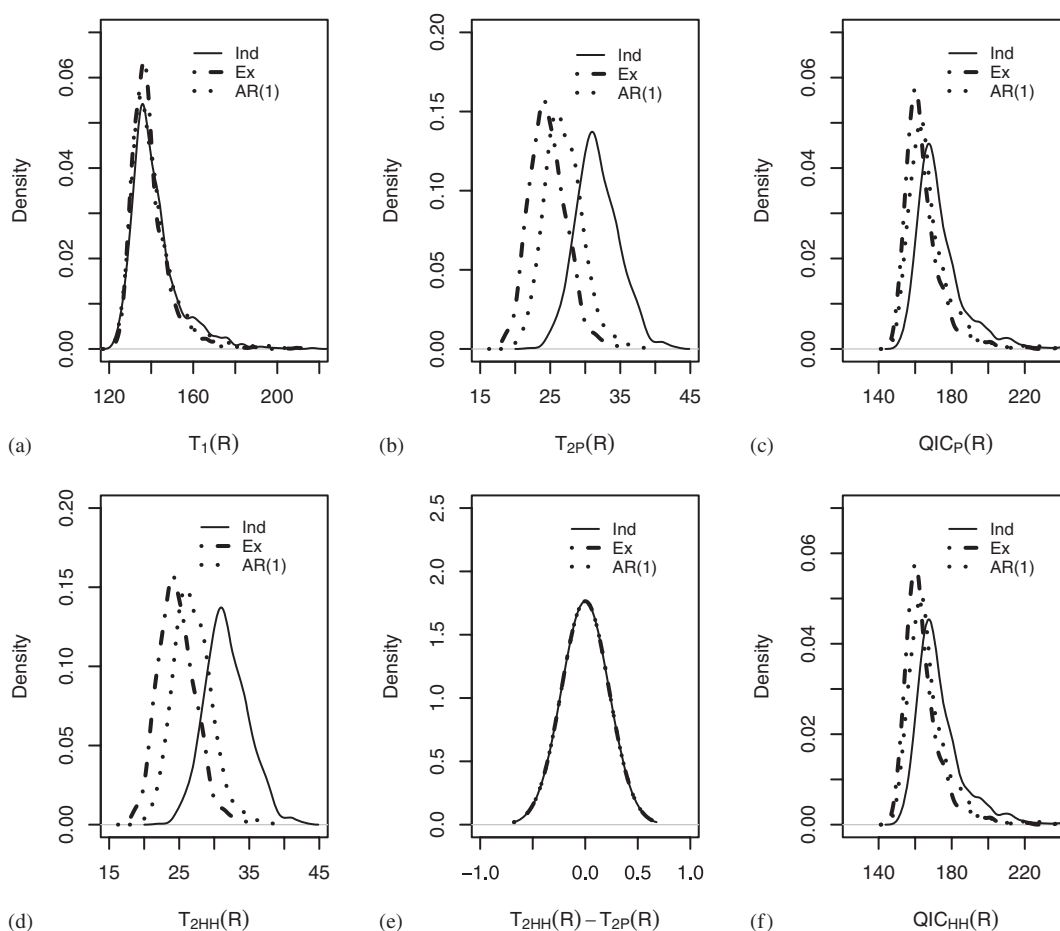 Density
0.00 0.02 0.04 0.06
Ind
Ex
AR(1)
120 140 160 180 200
(a) T1(R)
Density
0.00 0.05 0.10 0.15 0.20
Ind
Ex
AR(1)
15 25 35 45
(b) T2P(R)
Density
0.00 0.02 0.04 0.06
Ind
Ex
AR(1)
140 180 220
(c) QICP(R)
Density
0.00 0.05 0.10 0.15 0.20
Ind
Ex
AR(1)
15 25 35 45
(d) T2HH(R)
Density
0.0 0.5 1.0 1.5 2.0 2.5
Ind
Ex
AR(1)
−1.0 0.0 0.5 1.0
(e) T2HH(R) − T2P(R)
Density
0.00 0.02 0.04 0.06
Ind
Ex
AR(1)
140 180 220
(f) QICHH(R)